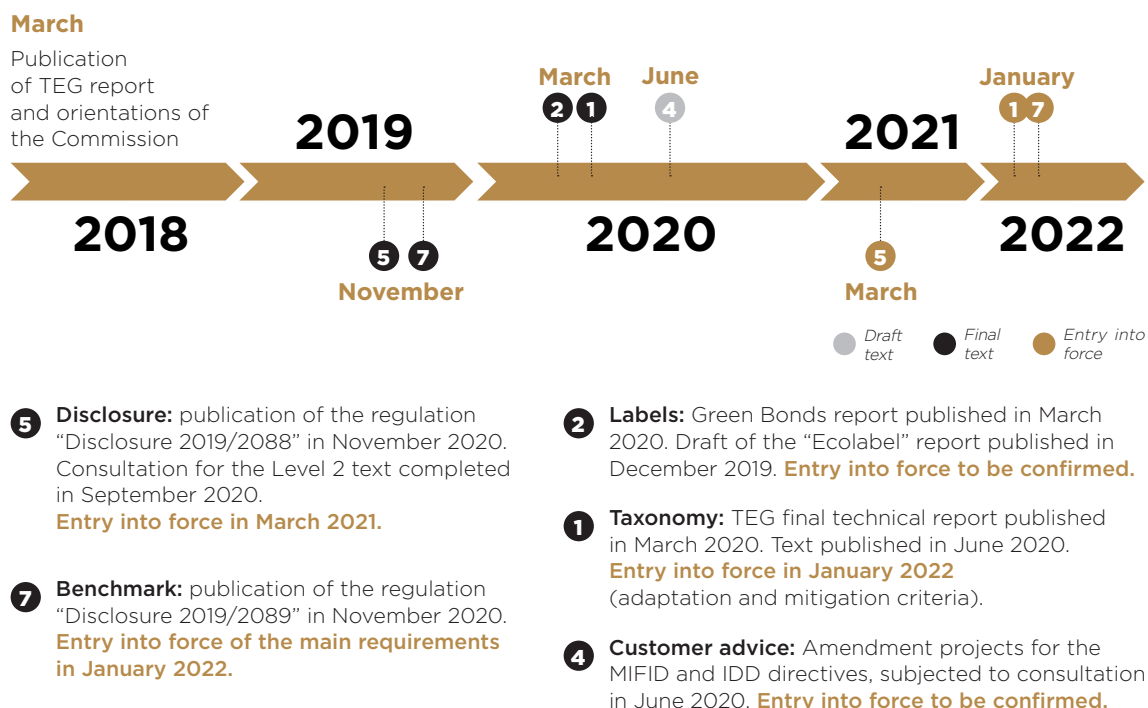 March
Publication
of TEG report
and orientations of
the Commission
March
June
January
2
1
4
1
7
2019
2021
2018
2020
2022
5
7
5
November
March
Draft
text
Final
text
Entry into
force
5
Disclosure: publication of the regulation
“Disclosure 2019/2088” in November 2020.
Consultation for the Level 2 text completed
in September 2020.
Entry into force in March 2021.
7
Benchmark: publication of the regulation
“Disclosure 2019/2089” in November 2020.
Entry into force of the main requirements
in January 2022.
2
Labels: Green Bonds report published in March
2020. Draft of the “Ecolabel” report published in
December 2019. Entry into force to be confirmed.
1
Taxonomy: TEG final technical report published
in March 2020. Text published in June 2020.
Entry into force in January 2022
(adaptation and mitigation criteria).
4
Customer advice: Amendment projects for the
MIFID and IDD directives, subjected to consultation
in June 2020. Entry into force to be confirmed.